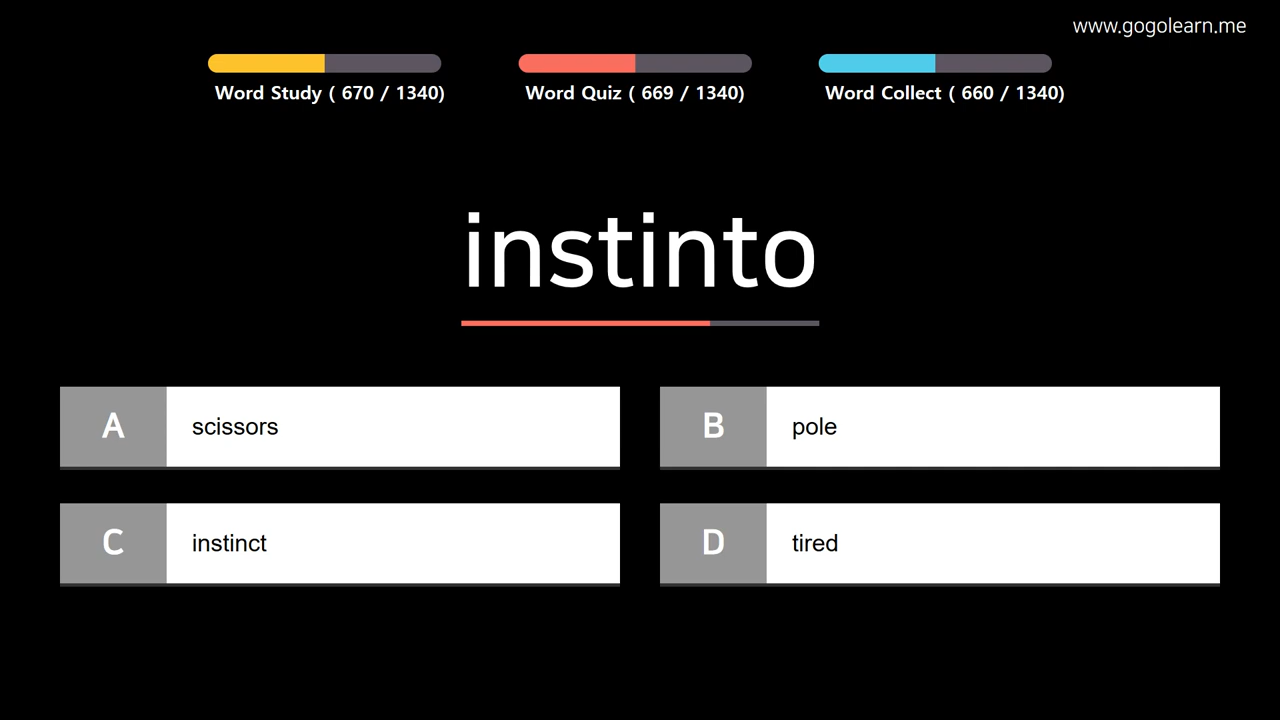 www.gogolearn.me
Word Study ( 670 / 1340)
Word Quiz ( 669 / 1340)
Word Collect ( 660 / 1340)
instinto
A scissors
B pole
C instinct
D tired